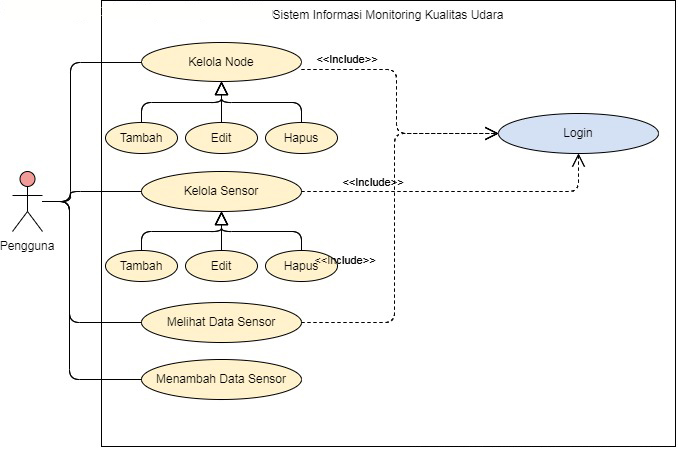 Sistem Informasi Monitoring Kualitas Udara
Kelola Node
<<Include>>
Tambah
Edit
Hapus
Login
Kelola Sensor
<<Include>>
Pengguna
Tambah
Edit
Hapus
<<Include>>
Melihat Data Sensor
Menambah Data Sensor